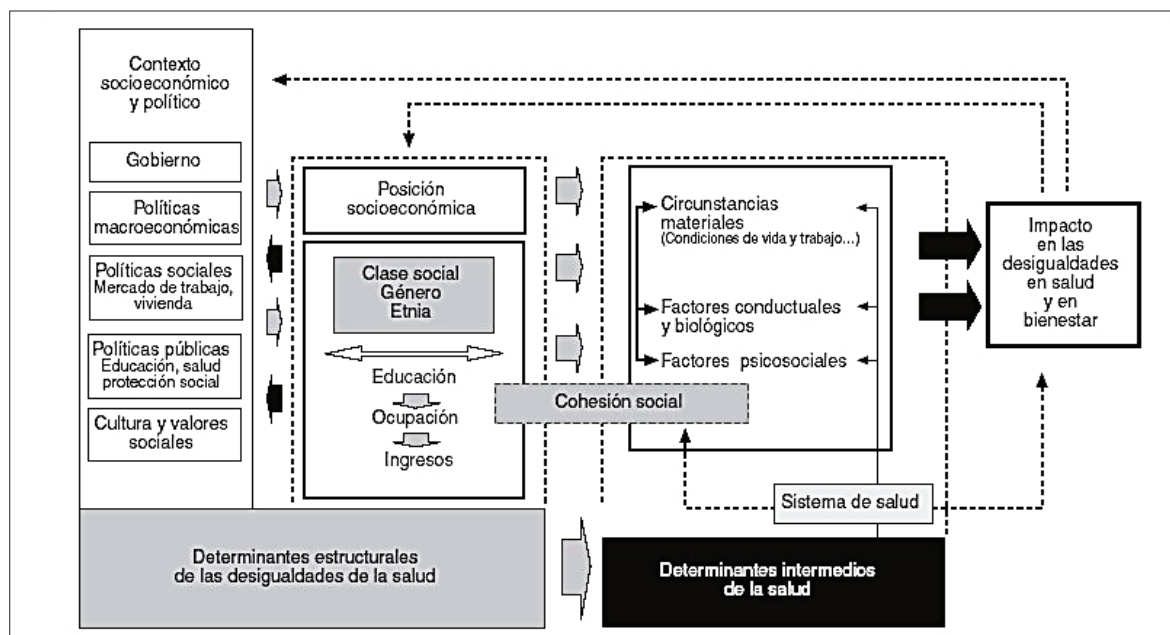 Contexto
socioeconómico
y político
Gobierno
Políticas
macroeconómicas
Políticas sociales
Mercado de trabajo,
vivienda
Políticas públicas
Educación, salud
protección social
Cultura y valores
sociales
Posición
socioeconómica
Clase social
Género
Etnia
Educación
Ocupación
Ingresos
Cohesión social
Circunstancias
materiales
(Condiciones de vida y trabajo...)
Factores conductuales
y biológicos
Factores psicosociales
Sistema de salud
Impacto
en las
desigualdades
en salud
y en
bienestar
Determinantes estructurales
de las desigualdades de la salud
Determinantes intermedios
de la salud